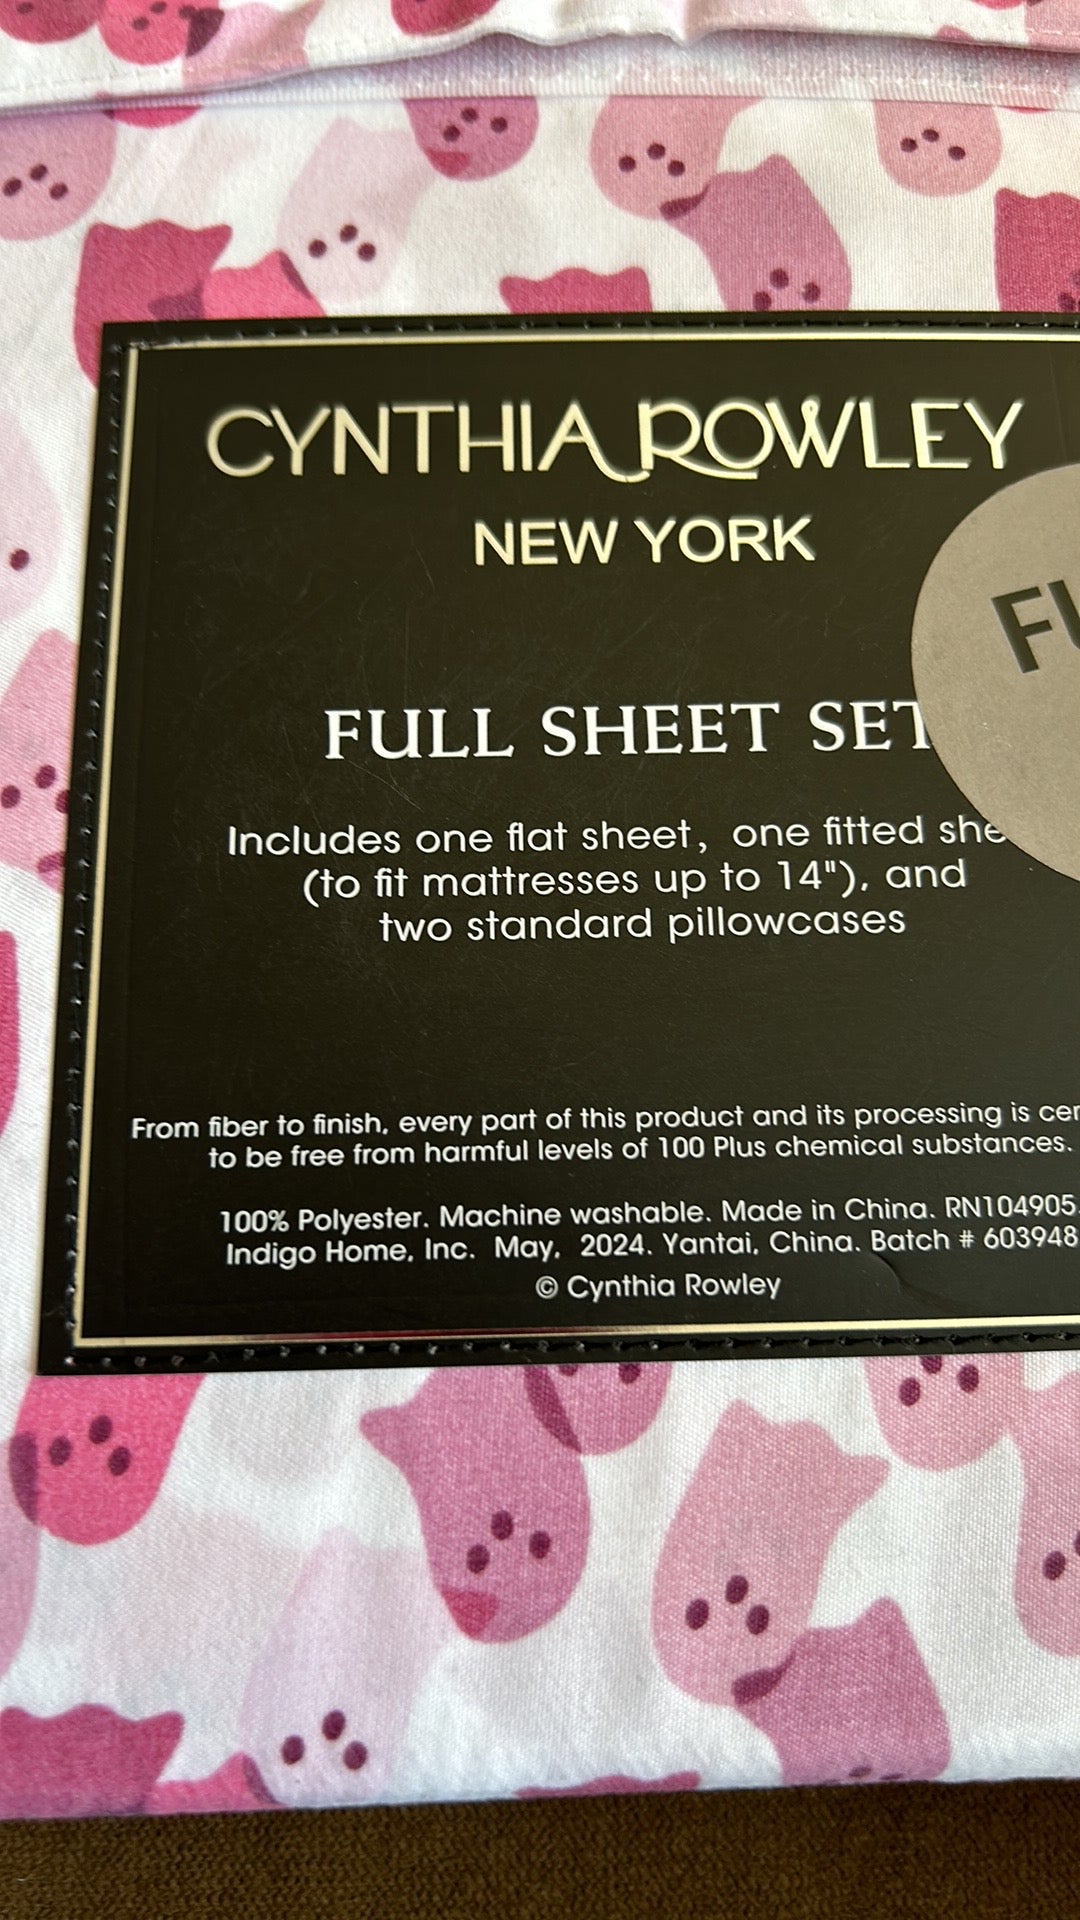 CYNTHIA ROWLEY
NEW YORK
FULL SHEET SET
Includes one flat sheet, one fitted
(to fit mattresses up to 14"), and
two standard pillowcases
From fiber to finish, every part of this product and its processing is
to be free from harmful levels of 100 Plus chemical substances.
100% Polyester. Machine washable. Made in China. RN104905.
Indigo Home, Inc. May, 2024. Yantai, China. Batch # 603948
© Cynthia Rowley